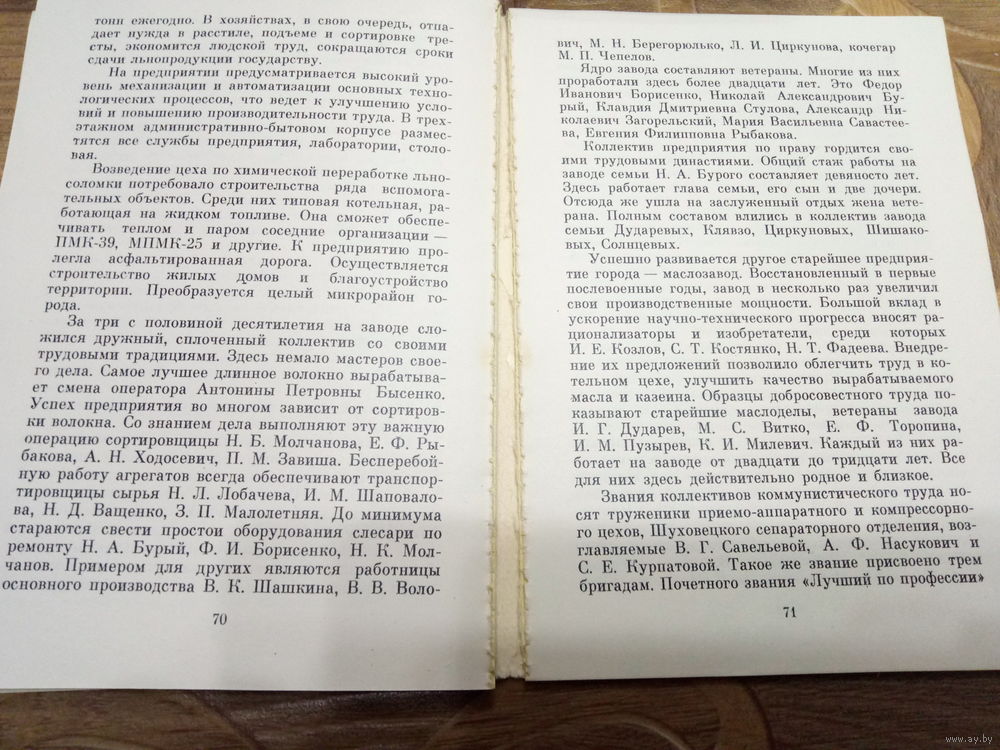 тонн ежегодно. В хозяйствах, в свою очередь, отпа-
дает нужда в расстиле, подъеме и сортировке тре-
сты, экономится людской труд, сокращаются сроки
сдачи льнопродукции государству.
На предприятии предусматривается высокий уро-
вень механизации и автоматизации основных техно-
логических процессов, что ведет к улучшению усло-
вий и повышению производительности труда. В трех-
этажном административно-бытовом корпусе размес-
тятся все службы предприятия, лаборатории, столо-
вая.
Возведение цеха по химической переработке льно-
соломки потребовало строительства ряда вспомога-
тельных объектов. Среди них типовая котельная, ра-
ботающая на жидком топливе. Она сможет обеспе-
чивать теплом и паром соседние организации —
ПМК-39, МПМК-25 и другие. К предприятию про-
легла асфальтированная дорога. Осуществляется
строительство жилых домов и благоустройство
территории. Преобразуется целый микрорайон го-
рода.
За три с половиной десятилетия на заводе сло-
жился дружный, сплоченный коллектив со своими
трудовыми традициями. Здесь немало мастеров свое-
го дела. Самое лучшее длинное волокно вырабатыва-
ет смена оператора Антонины Петровны Бысенко.
Успех предприятия во многом зависит от сортиров-
ки волокна. Со знанием дела выполняют эту важную
операцию сортировщицы Н. Б. Молчанова, Е. Ф. Ры-
бакова, А. Н. Ходосевич, П. М. Завиша. Бесперебой-
ную работу агрегатов всегда обеспечивают транспор-
тировщицы сырья Н. Л. Лобачева, И. М. Шаповало-
ва, Н. Д. Ващенко, З. П. Малолетняя. До минимума
стараются свести простои оборудования слесари по
ремонту Н. А. Бурый, Ф. И. Борисенко, Н. К. Мол-
чанов. Примером для других являются работницы
основного производства В. К. Шашкина, В. В. Воло-
70
вич, М. Н. Берегорюлько, Л. И. Циркунова, кочегар
М. П. Чепелов.
Ядро завода составляют ветераны. Многие из них
проработали здесь более двадцати лет. Это Федор
Иванович Борисенко, Николай Александрович Бу-
рый, Клавдия Дмитриевна Стулова, Александр Ни-
колаевич Загорельский, Мария Васильевна Савастее-
ва, Евгения Филипповна Рыбакова.
Коллектив предприятия по праву гордится сво-
ими трудовыми династиями. Общий стаж работы на
заводе семьи Н. А. Бурого составляет девяносто лет.
Здесь работает глава семьи, его сын и две дочери.
Отсюда же ушла на заслуженный отдых жена вете-
рана. Полным составом влились в коллектив завода
семьи Дударевых, Клявзо, Циркуновых, Шишако-
вых, Солнцевых.
Успешно развивается другое старейшее предприя-
тие города — маслозавод. Восстановленный в первые
послевоенные годы, завод в несколько раз увеличил
свои производственные мощности. Большой вклад в
ускорение научно-технического прогресса вносят ра-
ционализаторы и изобретатели, среди которых
И. Е. Козлов, С. Т. Костянко, Н. Т. Фадеева. Внедре-
ние их предложений позволило облегчить труд в ко-
тельном цехе, улучшить качество вырабатываемого
масла и казеина. Образцы добросовестного труда по-
казывают старейшие маслоделы, ветераны завода
И. Г. Дударев, М. С. Витко, Е. Ф. Торопина,
И. М. Пузырев, К. И. Милевич. Каждый из них ра-
ботает на заводе от двадцати до тридцати лет. Все
для них здесь действительно родное и близкое.
Звания коллективов коммунистического труда но-
сят труженики приемо-аппаратного и компрессорно-
го цехов, Шуховецкого сепараторного отделения, воз-
главляемые В. Г. Савельевой, А. Ф. Насукович и
С. Е. Курпатовой. Такое же звание присвоено трем
бригадам. Почетного звания «Лучший по профессии»
71
www.ay.by